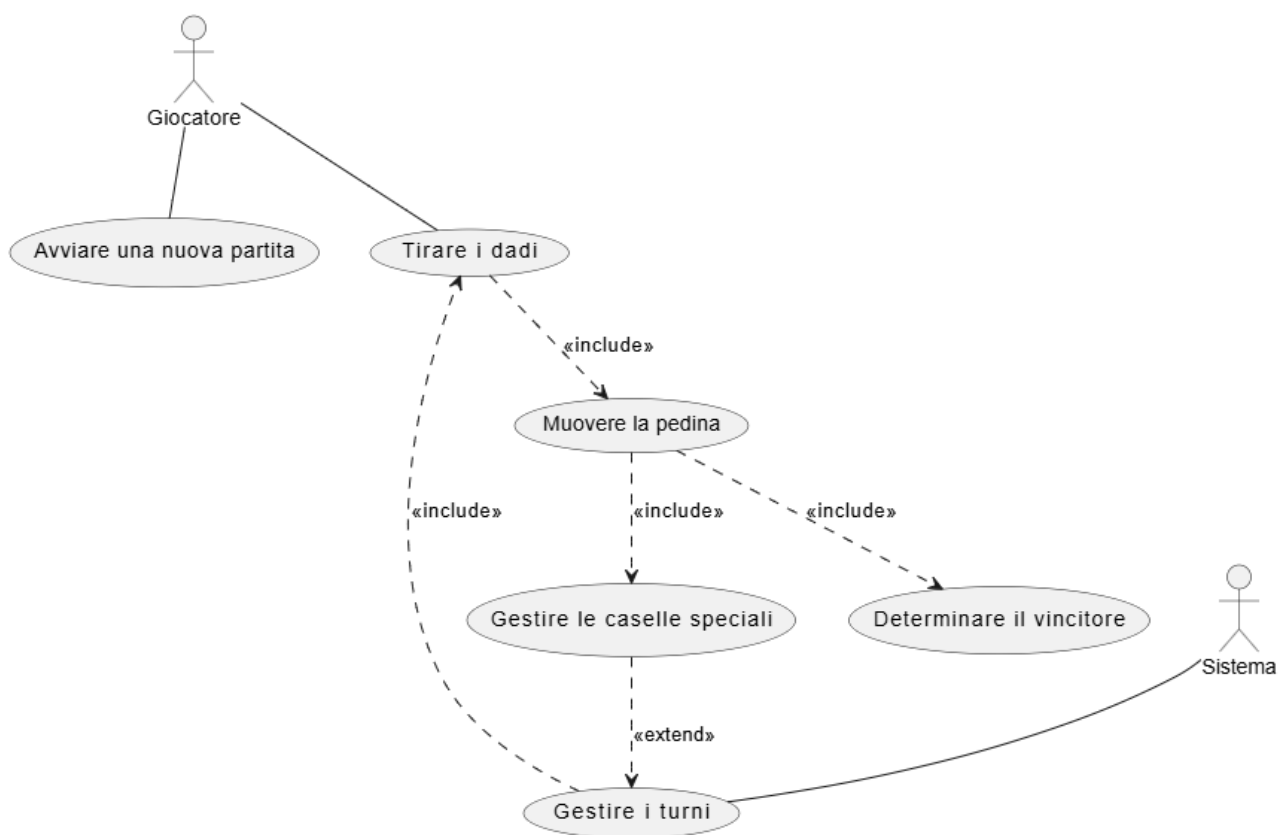 Giocatore
Avviare una nuova partita
Tirare i dadi
«include»
Muovere la pedina
«include»
«include»
«include»
Gestire le caselle speciali
Determinare il vincitore
Sistema
«extend»
Gestire i turni